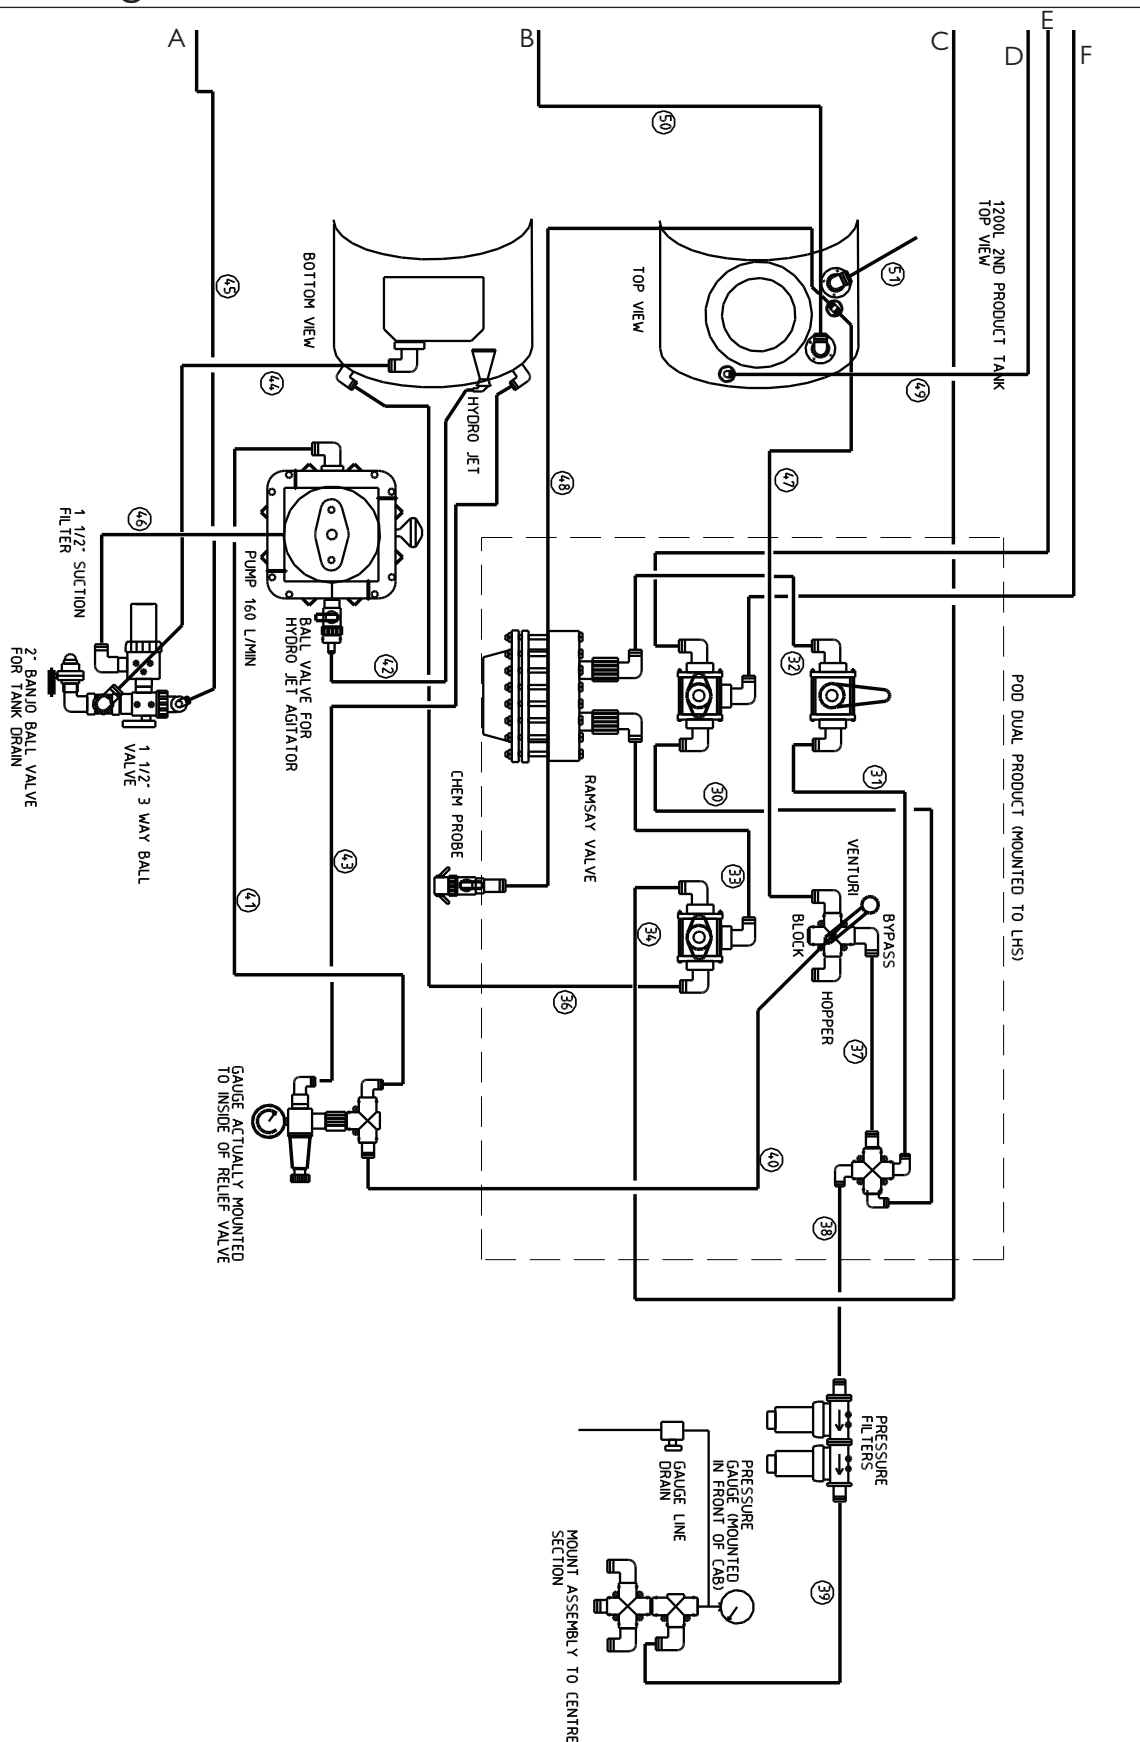 A
B
C
D
E
F
50
51
1200L 2ND PRODUCT TANK
TOP VIEW
45
BOTTOM VIEW
TOP VIEW
44
49
HYDRO JET
48
47
46
1 1/2" SUCTION
FILTER
PUMP 160 L/MIN
BALL VALVE FOR
HYDRO JET AGITATOR
42
32
POD DUAL PRODUCT (MOUNTED TO LHS)
2" BANJO BALL VALVE
FOR TANK DRAIN
1 1/2" 3 WAY BALL
VALVE
CHEM PROBE
RAMSAY VALVE
30
31
43
41
33
34
VENTURI
BYPASS
BLOCK
HOPPER
36
37
GAUGE ACTUALLY MOUNTED
TO INSIDE OF RELIEF VALVE
40
38
PRESSURE
FILTERS
PRESSURE
GAUGE (MOUNTED
IN FRONT OF CAB)
GAUGE LINE
DRAIN
MOUNT ASSEMBLY TO CENTRE
SECTION
39